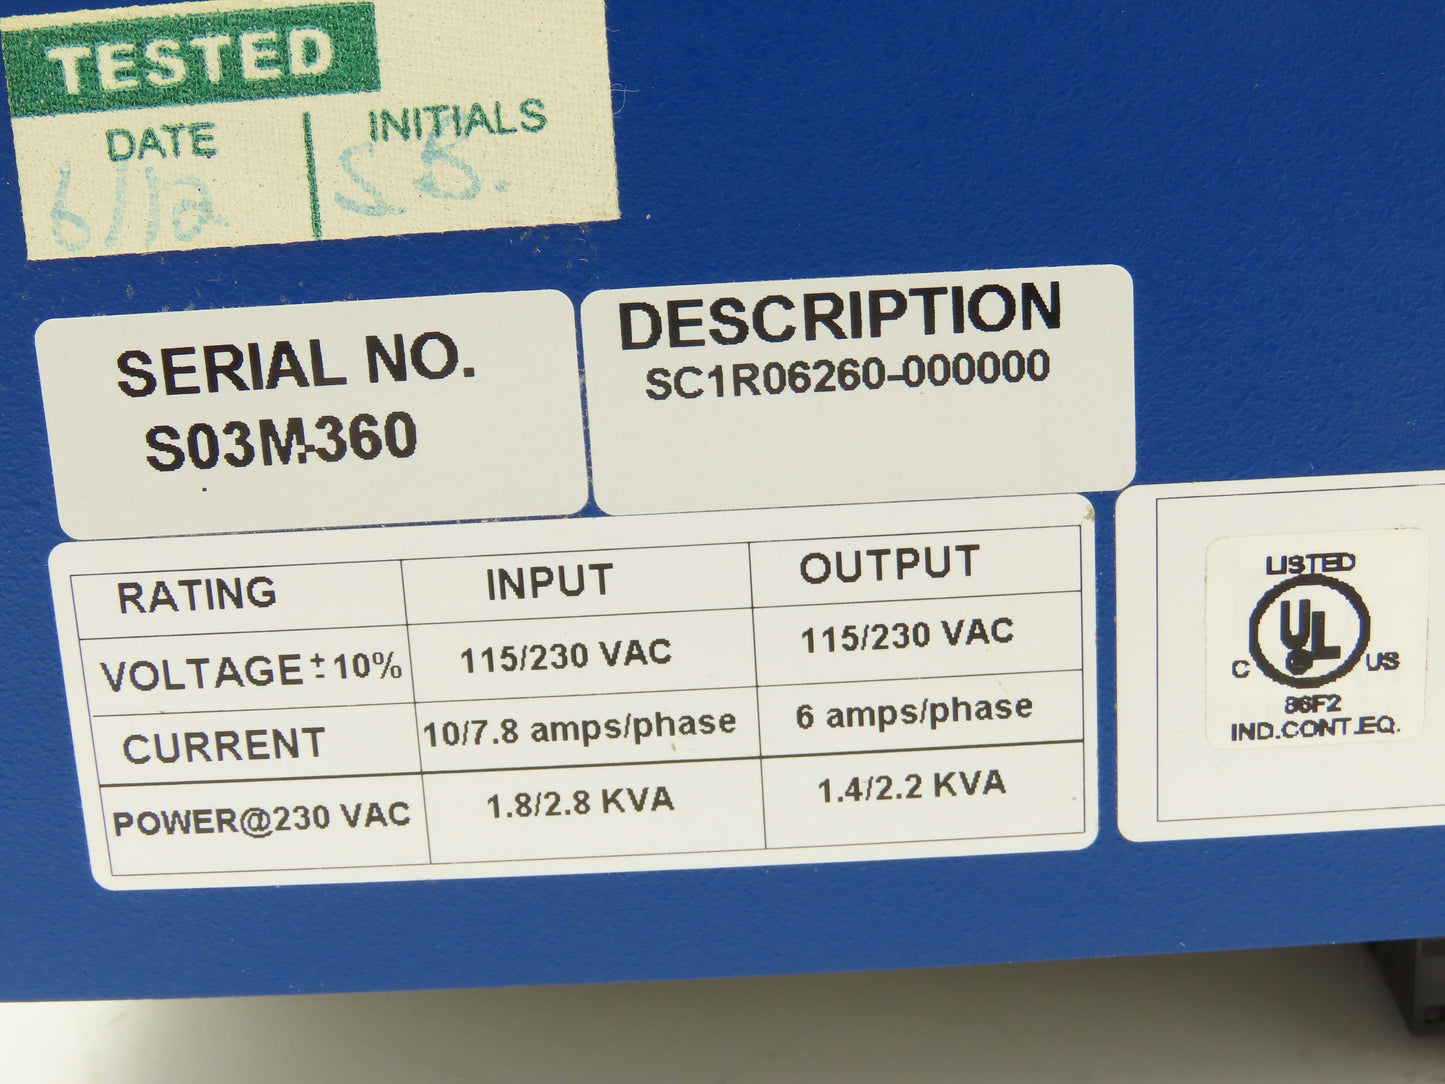 TESTED
DATE INITIALS
6/12 S.B.
SERIAL NO.
S03M-360
DESCRIPTION
SC1R06260-000000
RATING INPUT OUTPUT
VOLTAGE ±10% 115/230 VAC 115/230 VAC
CURRENT 10/7.8 amps/phase 6 amps/phase
POWER@230 VAC 1.8/2.8 KVA 1.4/2.2 KVA
LISTED
UL
C US
86F2
IND.CONT.EQ.